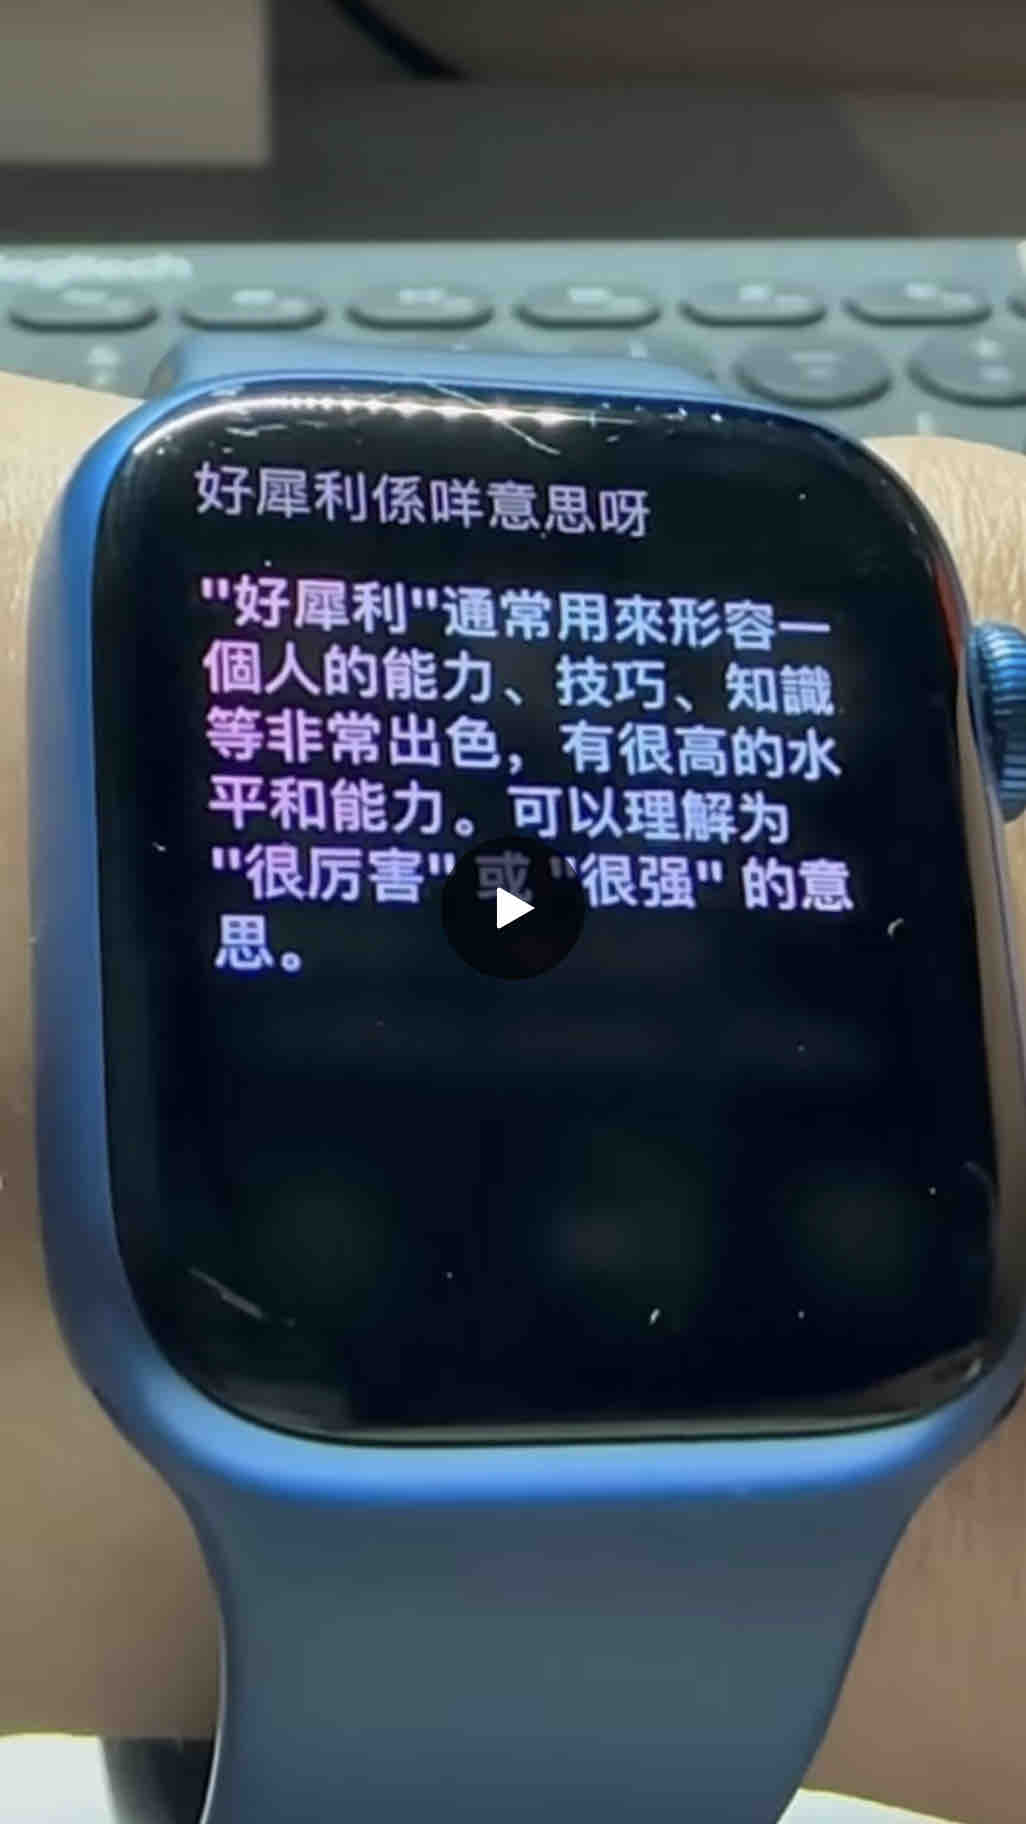 logitech
好犀利係咩意思呀
"好犀利"通常用來形容一
個人的能力、技巧、知識
等非常出色，有很高的水
平和能力。可以理解为
"很厉害" 或 "很强" 的意
思。